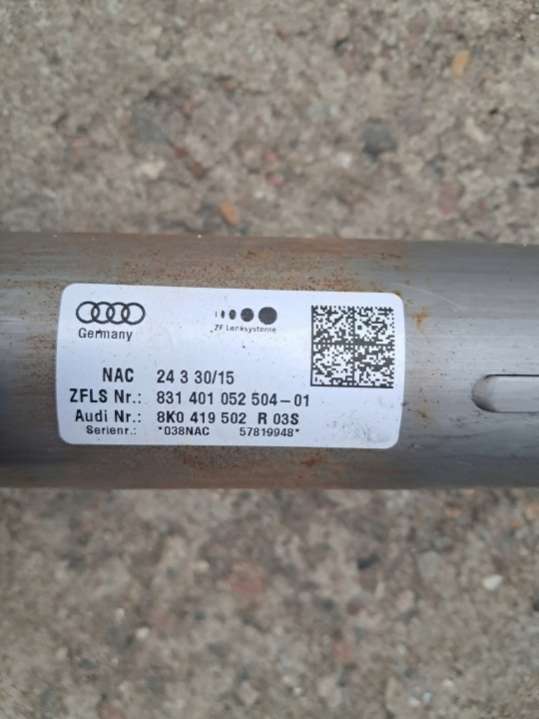 Germany
ZF Lenksysteme
NAC 24 3 30/15
ZFLS Nr.: 831 401 052 504-01
Audi Nr.: 8K0 419 502 R 03S
Serienr.: *038NAC 57819948*